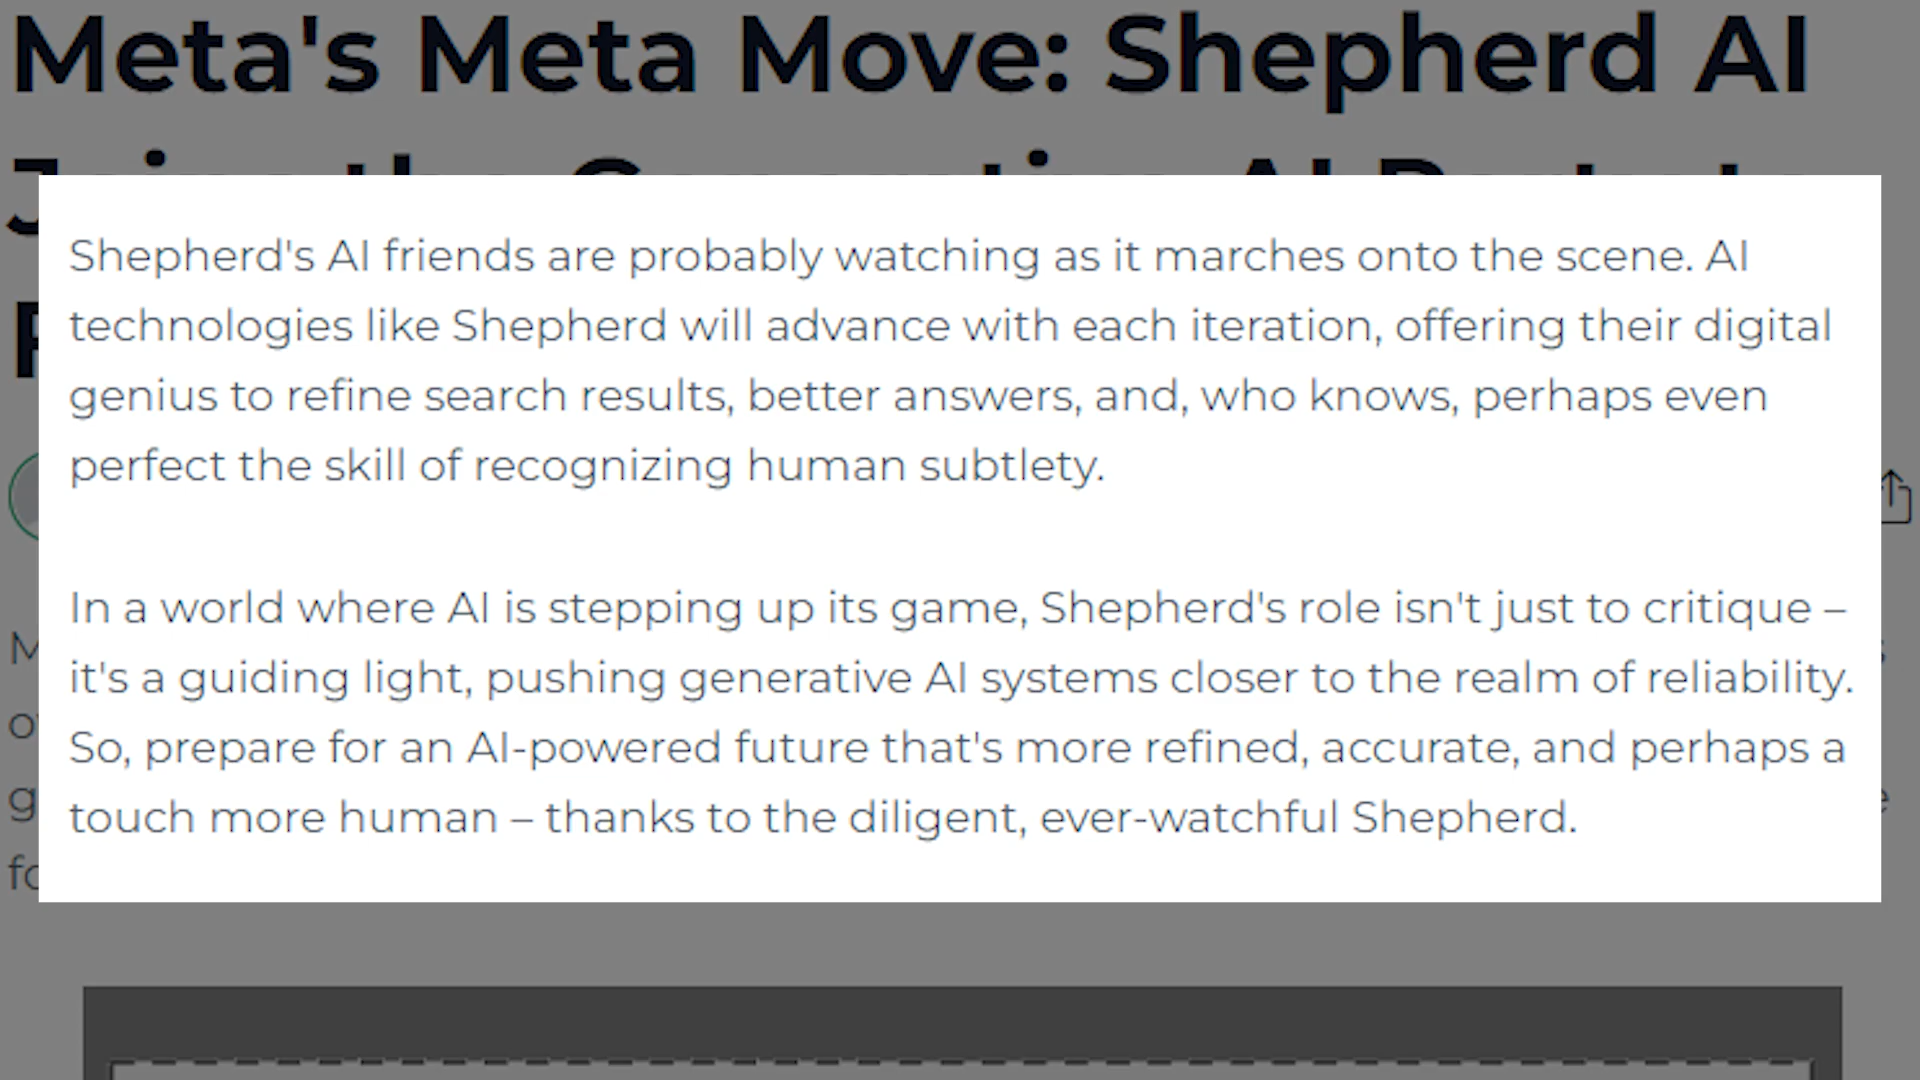 Meta's Meta Move: Shepherd AI
Shepherd's AI friends are probably watching as it marches onto the scene. AI
technologies like Shepherd will advance with each iteration, offering their digital
genius to refine search results, better answers, and, who knows, perhaps even
perfect the skill of recognizing human subtlety.
In a world where AI is stepping up its game, Shepherd's role isn't just to critique –
it's a guiding light, pushing generative AI systems closer to the realm of reliability.
So, prepare for an AI-powered future that's more refined, accurate, and perhaps a
touch more human – thanks to the diligent, ever-watchful Shepherd.